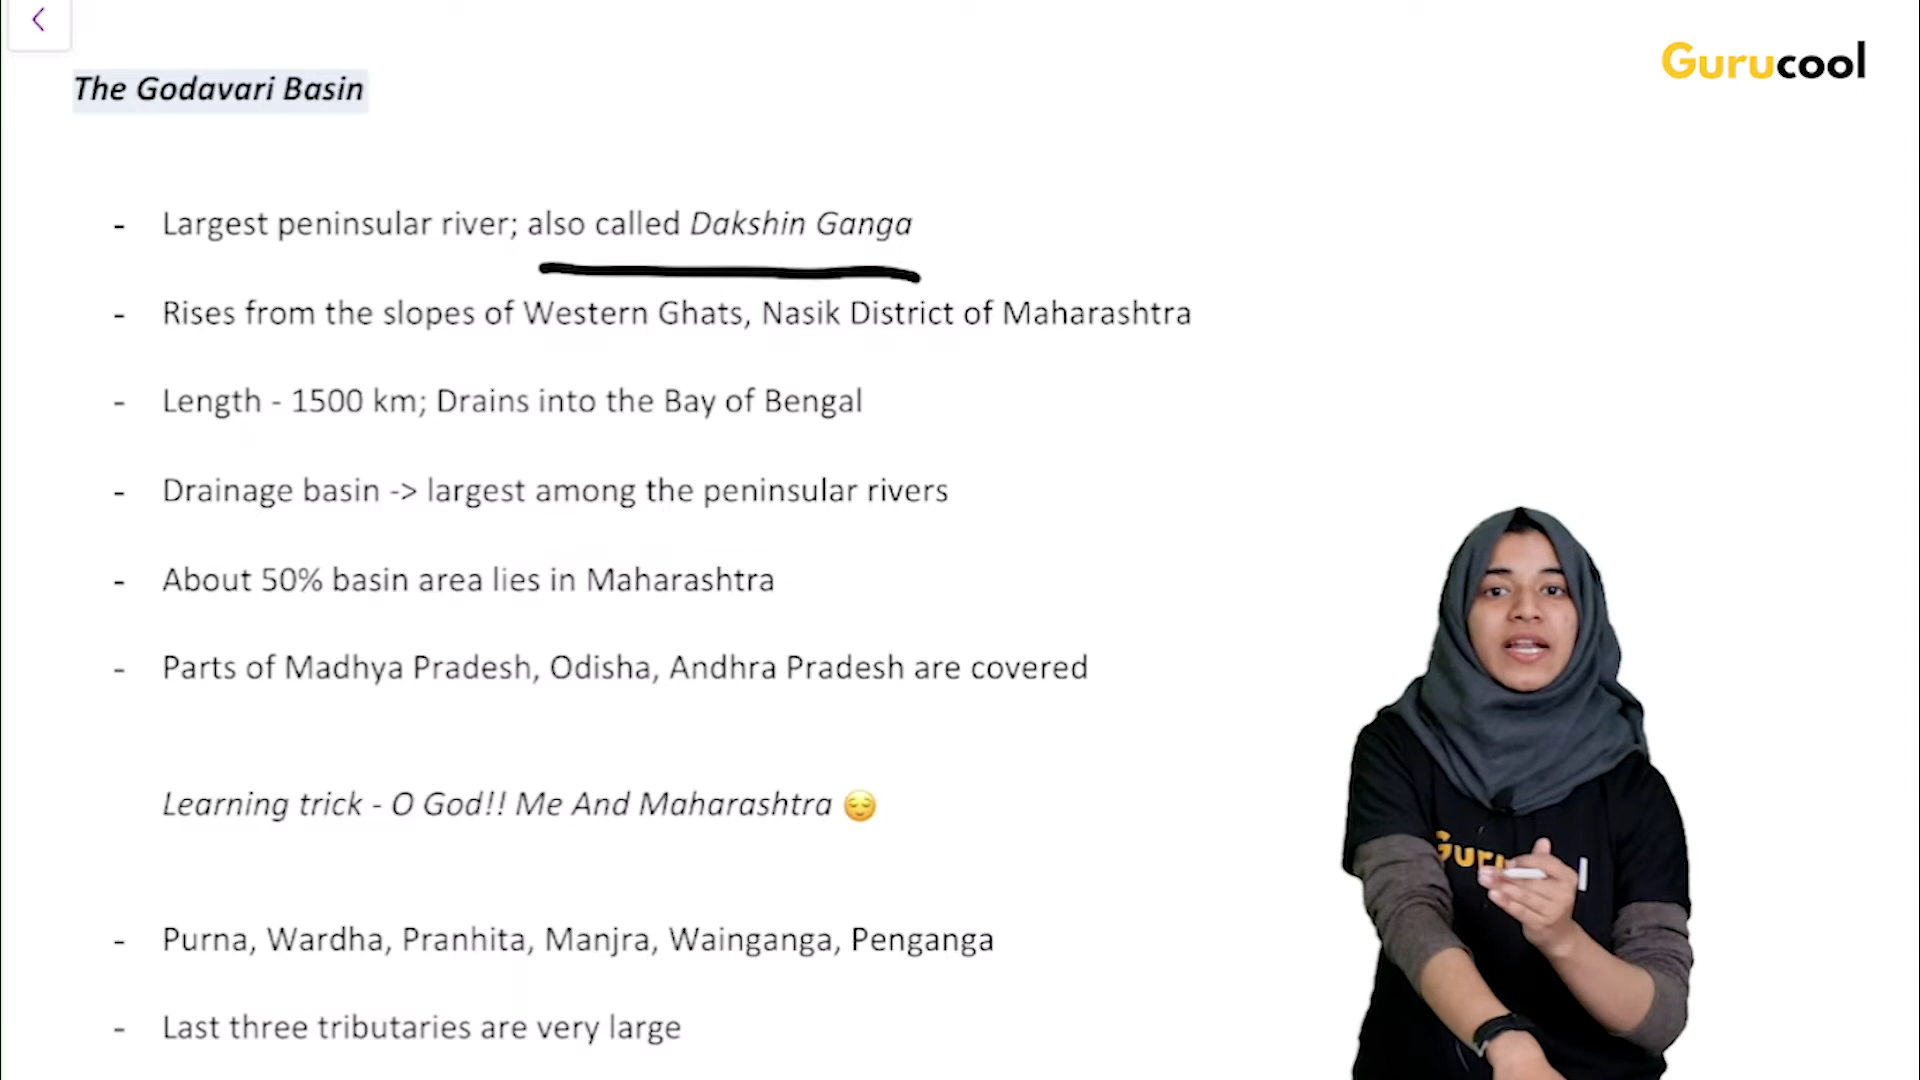 Gurucool
The Godavari Basin
- Largest peninsular river; also called Dakshin Ganga
- Rises from the slopes of Western Ghats, Nasik District of Maharashtra
- Length - 1500 km; Drains into the Bay of Bengal
- Drainage basin -> largest among the peninsular rivers
- About 50% basin area lies in Maharashtra
- Parts of Madhya Pradesh, Odisha, Andhra Pradesh are covered
Learning trick - O God!! Me And Maharashtra 😌
- Purna, Wardha, Pranhita, Manjra, Wainganga, Penganga
- Last three tributaries are very large